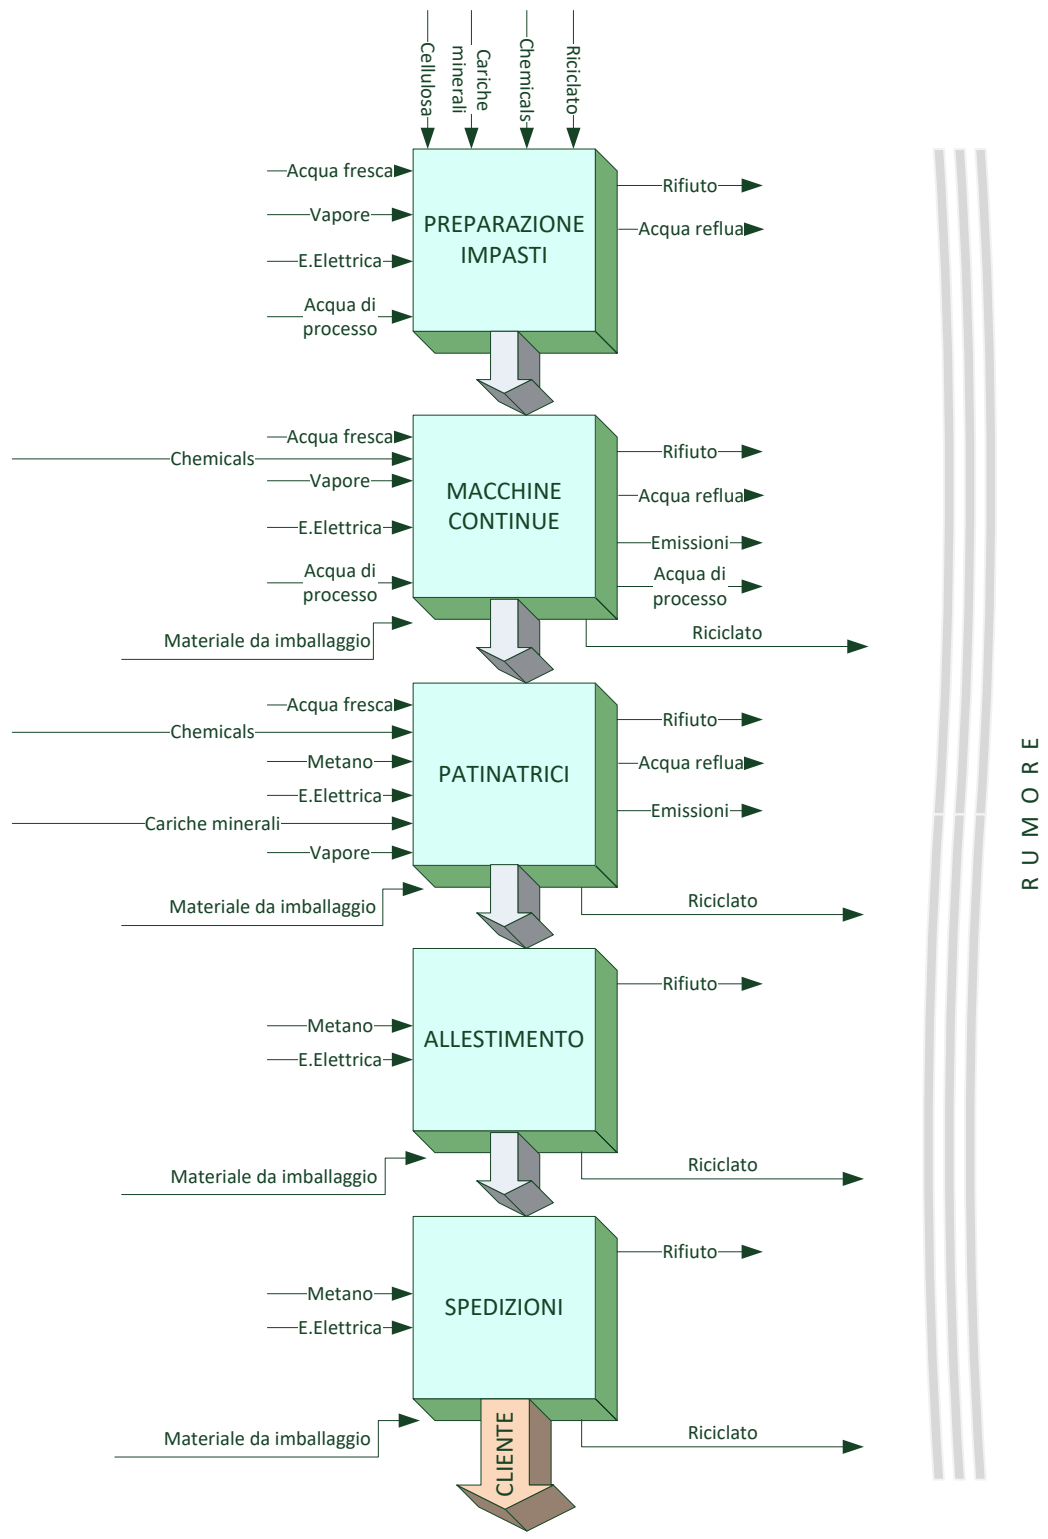 Cellulosa
Cariche
minerali
Chemicals
Riciclato
Acqua fresca
Vapore
E.Elettrica
Acqua di
processo
PREPARAZIONE
IMPASTI
Rifiuto
Acqua reflua
Acqua fresca
Chemicals
Vapore
E.Elettrica
Acqua di
processo
Materiale da imballaggio
MACCHINE
CONTINUE
Rifiuto
Acqua reflua
Emissioni
Acqua di
processo
Riciclato
Acqua fresca
Chemicals
Metano
E.Elettrica
Cariche minerali
Vapore
Materiale da imballaggio
PATINATRICI
Rifiuto
Acqua reflua
Emissioni
Riciclato
Metano
E.Elettrica
Materiale da imballaggio
ALLESTIMENTO
Rifiuto
Riciclato
Metano
E.Elettrica
Materiale da imballaggio
SPEDIZIONI
Rifiuto
Riciclato
CLIENTE
RUMORE